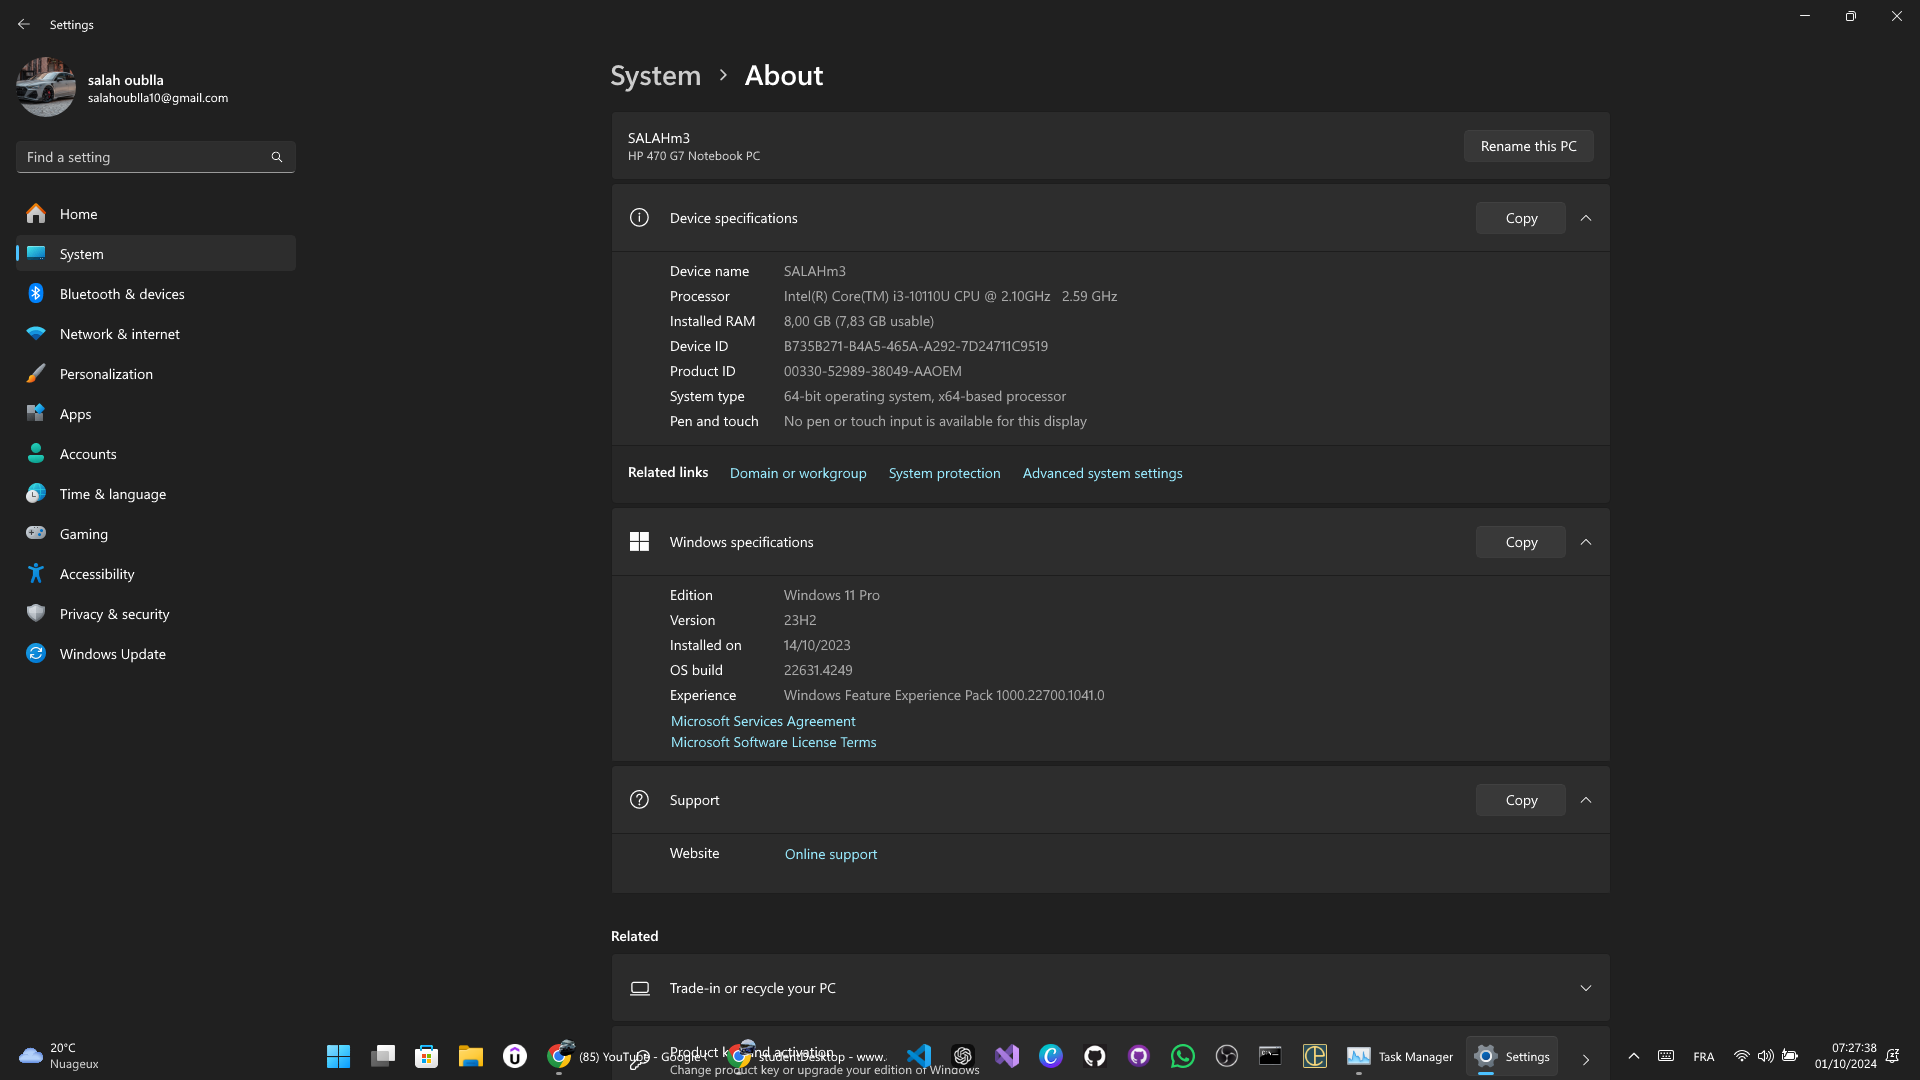 Settings
salah oublla
salahoublla10@gmail.com
Find a setting
Home
System
Bluetooth & devices
Network & internet
Personalization
Apps
Accounts
Time & language
Gaming
Accessibility
Privacy & security
Windows Update
System > About
SALAHm3
HP 470 G7 Notebook PC
Rename this PC
Device specifications
Copy
Device name SALAHm3
Processor Intel(R) Core(TM) i3-10110U CPU @ 2.10GHz 2.59 GHz
Installed RAM 8,00 GB (7,83 GB usable)
Device ID B735B271-B4A5-465A-A292-7D24711C9519
Product ID 00330-52989-38049-AAOEM
System type 64-bit operating system, x64-based processor
Pen and touch No pen or touch input is available for this display
Related links Domain or workgroup System protection Advanced system settings
Windows specifications
Copy
Edition Windows 11 Pro
Version 23H2
Installed on 14/10/2023
OS build 22631.4249
Experience Windows Feature Experience Pack 1000.22700.1041.0
Microsoft Services Agreement
Microsoft Software License Terms
Support
Copy
Website Online support
Related
Trade-in or recycle your PC
Product key and activation
Change product key or upgrade your edition of Windows
20°C
Nuageux
(85) YouTube - Google
studentDesktop - www.
Task Manager
Settings
FRA
07:27:38
01/10/2024